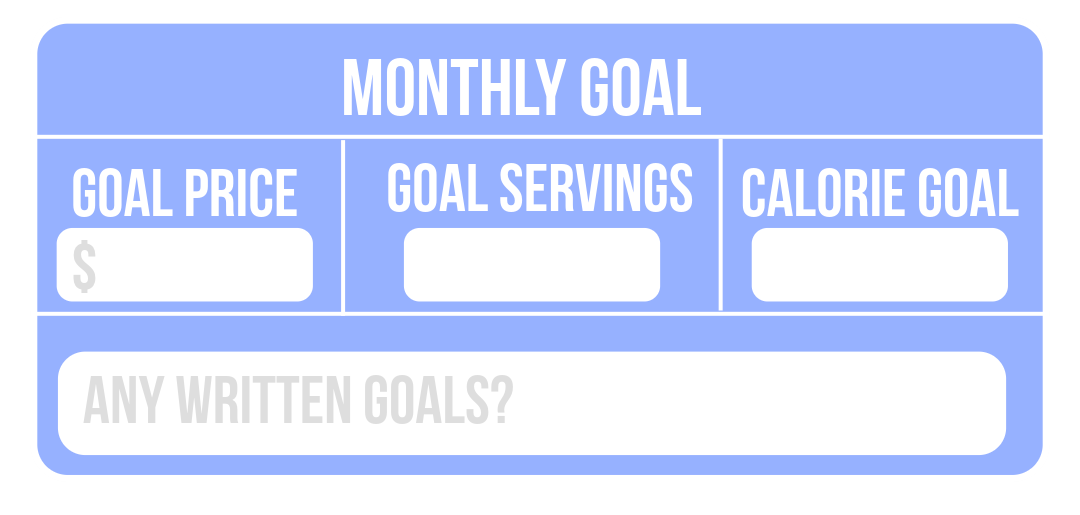 MONTHLY GOAL
GOAL PRICE
GOAL SERVINGS
CALORIE GOAL
$
ANY WRITTEN GOALS?